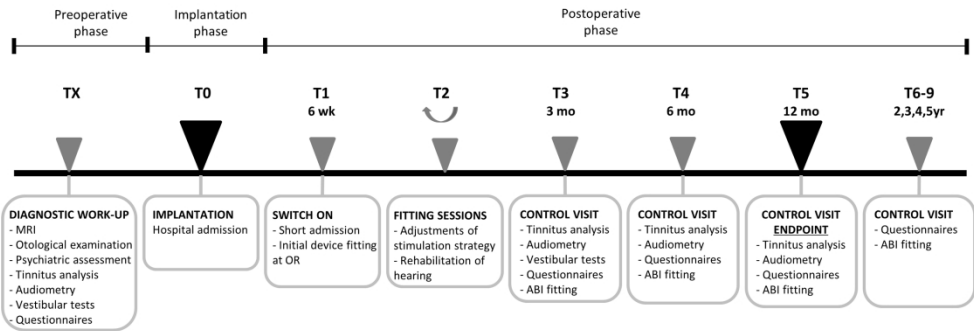 Preoperative
phase
Implantation
phase
Postoperative
phase
TX
T0
T1
6 wk
T2
T3
3 mo
T4
6 mo
T5
12 mo
T6-9
2,3,4,5yr
DIAGNOSTIC WORK-UP
- MRI
- Otological examination
- Psychiatric assessment
- Tinnitus analysis
- Audiometry
- Vestibular tests
- Questionnaires
IMPLANTATION
Hospital admission
SWITCH ON
- Short admission
- Initial device fitting
at OR
FITTING SESSIONS
- Adjustments of
stimulation strategy
- Rehabilitation of
hearing
CONTROL VISIT
- Tinnitus analysis
- Audiometry
- Vestibular tests
- Questionnaires
- ABI fitting
CONTROL VISIT
- Tinnitus analysis
- Audiometry
- Questionnaires
- ABI fitting
CONTROL VISIT
ENDPOINT
- Tinnitus analysis
- Audiometry
- Questionnaires
- ABI fitting
CONTROL VISIT
- Questionnaires
- ABI fitting